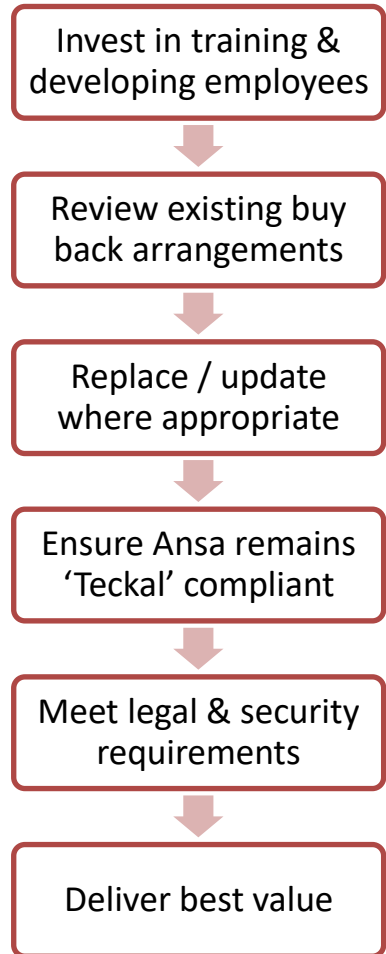 Invest in training &
developing employees
Review existing buy
back arrangements
Replace / update
where appropriate
Ensure Ansa remains
‘Teckal’ compliant
Meet legal & security
requirements
Deliver best value